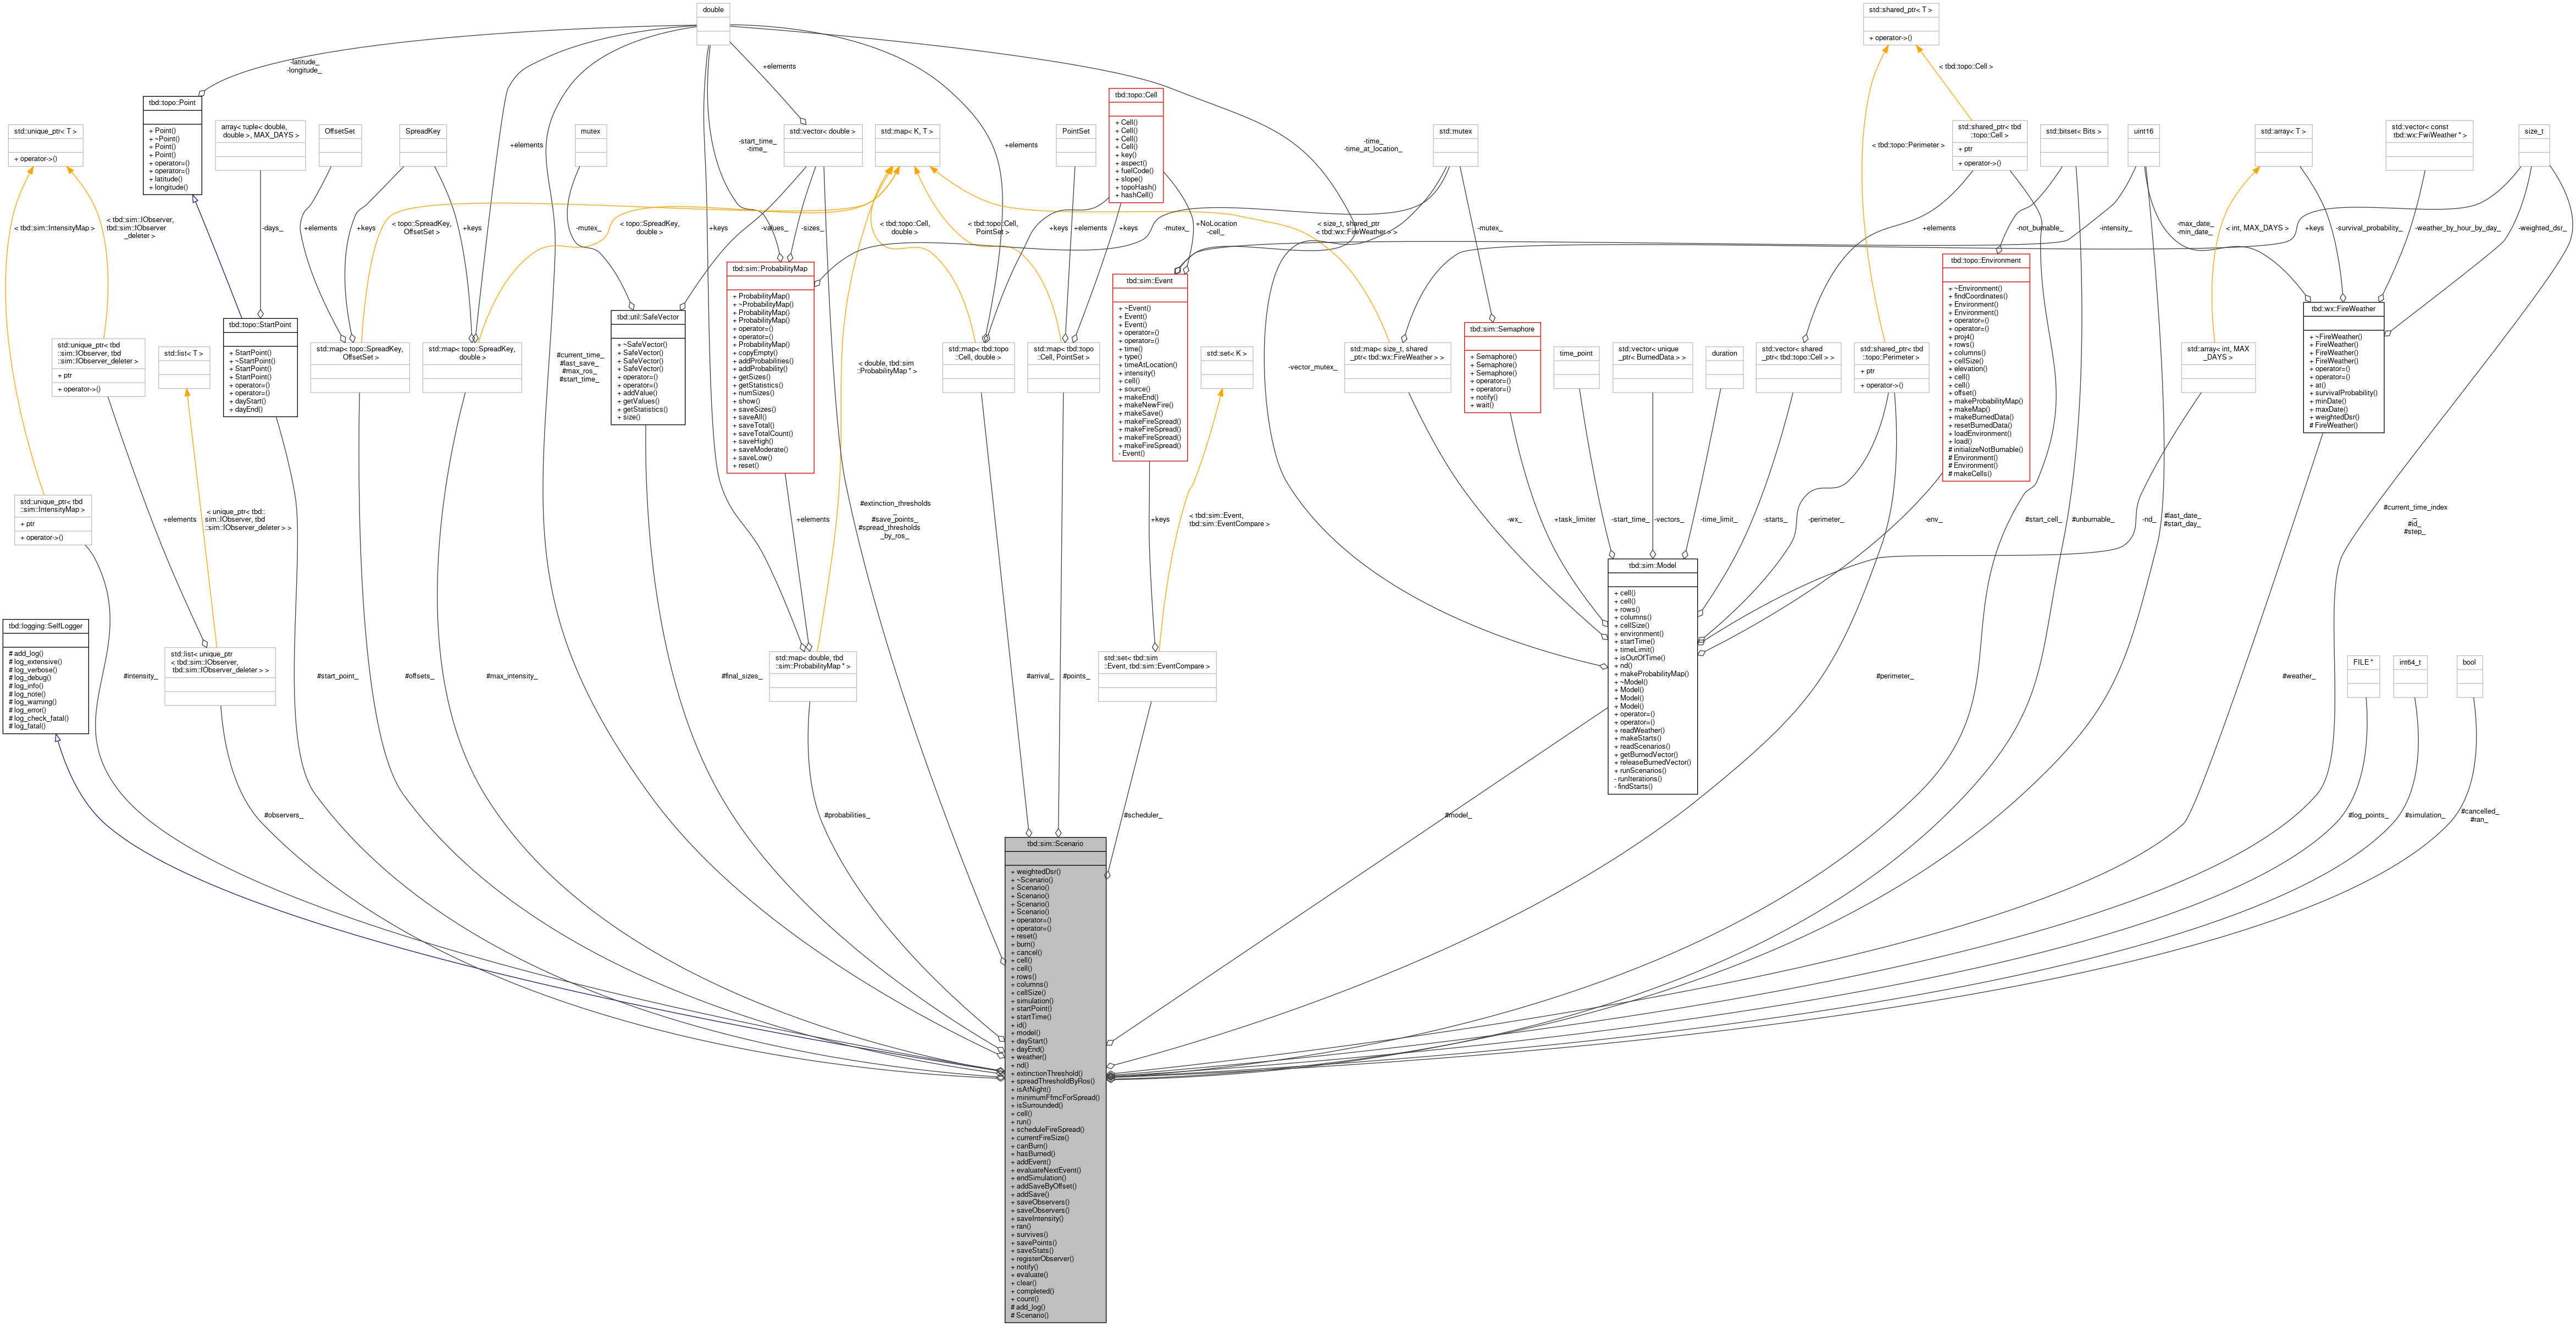 double
std::shared_ptr< T >
+ operator->()
-latitude_
-longitude_
+elements
< tbd::topo::Cell >
tbd::topo::Point
+ Point()
+ ~Point()
+ Point()
+ Point()
+ operator=()
+ operator=()
+ latitude()
+ longitude()
std::unique_ptr< T >
+ operator->()
array< tuple< double,
double >, MAX_DAYS >
OffsetSet
SpreadKey
+elements
mutex
-start_time_
-time_
std::vector< double >
std::map< K, T >
+elements
PointSet
tbd::topo::Cell
+ Cell()
+ Cell()
+ Cell()
+ Cell()
+ key()
+ aspect()
+ fuelCode()
+ slope()
+ topoHash()
+ hashCell()
-time_
-time_at_location_
std::mutex
< tbd::topo::Perimeter >
std::shared_ptr< tbd
::topo::Cell >
+ ptr
+ operator->()
std::bitset< Bits >
uint16
std::array< T >
std::vector< const
tbd::wx::FwiWeather * >
size_t
< tbd::sim::IntensityMap >
< tbd::sim::IObserver,
tbd::sim::IObserver
_deleter >
-days_
+elements
+keys
< topo::SpreadKey,
OffsetSet >
+keys
-mutex_
< topo::SpreadKey,
double >
+keys
-values_
-sizes_
< tbd::topo::Cell,
double >
< tbd::topo::Cell,
PointSet >
+keys
+elements
+keys
-mutex_
+NoLocation
-cell_
< size_t, shared_ptr
< tbd::wx::FireWeather > >
-mutex_
+elements
-not_burnable_
-intensity_
-max_date_
-min_date_
< int, MAX_DAYS >
+keys
-survival_probability_
-weather_by_hour_by_day_
-weighted_dsr_
tbd::topo::StartPoint
+ StartPoint()
+ ~StartPoint()
+ StartPoint()
+ StartPoint()
+ operator=()
+ operator=()
+ dayStart()
+ dayEnd()
std::unique_ptr< tbd
::sim::IObserver, tbd
::sim::IObserver_deleter >
+ ptr
+ operator->()
std::list< T >
std::map< topo::SpreadKey,
OffsetSet >
std::map< topo::SpreadKey,
double >
#current_time_
#last_save_
#max_ros_
#start_time_
tbd::util::SafeVector
+ ~SafeVector()
+ SafeVector()
+ SafeVector()
+ SafeVector()
+ operator=()
+ operator=()
+ addValue()
+ getValues()
+ getStatistics()
+ size()
tbd::sim::ProbabilityMap
+ ProbabilityMap()
+ ~ProbabilityMap()
+ ProbabilityMap()
+ ProbabilityMap()
+ operator=()
+ operator=()
+ ProbabilityMap()
+ copyEmpty()
+ addProbabilities()
+ addProbability()
+ getSizes()
+ getStatistics()
+ numSizes()
+ show()
+ saveSizes()
+ saveAll()
+ saveTotal()
+ saveTotalCount()
+ saveHigh()
+ saveModerate()
+ saveLow()
+ reset()
< double, tbd::sim
::ProbabilityMap * >
std::map< tbd::topo
::Cell, double >
std::map< tbd::topo
::Cell, PointSet >
tbd::sim::Event
+ ~Event()
+ Event()
+ Event()
+ operator=()
+ operator=()
+ time()
+ type()
+ timeAtLocation()
+ intensity()
+ cell()
+ source()
+ makeEnd()
+ makeNewFire()
+ makeSave()
+ makeFireSpread()
+ makeFireSpread()
+ makeFireSpread()
+ makeFireSpread()
- Event()
std::set< K >
-vector_mutex_
std::map< size_t, shared
_ptr< tbd::wx::FireWeather > >
tbd::sim::Semaphore
+ Semaphore()
+ Semaphore()
+ Semaphore()
+ operator=()
+ operator=()
+ notify()
+ wait()
time_point
std::vector< unique
_ptr< BurnedData > >
duration
std::vector< shared
_ptr< tbd::topo::Cell > >
std::shared_ptr< tbd
::topo::Perimeter >
+ ptr
+ operator->()
tbd::topo::Environment
+ ~Environment()
+ findCoordinates()
+ Environment()
+ Environment()
+ operator=()
+ operator=()
+ proj4()
+ rows()
+ columns()
+ cellSize()
+ elevation()
+ cell()
+ cell()
+ offset()
+ makeProbabilityMap()
+ makeMap()
+ makeBurnedData()
+ resetBurnedData()
+ loadEnvironment()
+ load()
# initializeNotBurnable()
# Environment()
# Environment()
# makeCells()
std::array< int, MAX
_DAYS >
tbd::wx::FireWeather
+ ~FireWeather()
+ FireWeather()
+ FireWeather()
+ FireWeather()
+ operator=()
+ operator=()
+ at()
+ survivalProbability()
+ minDate()
+ maxDate()
+ weightedDsr()
# FireWeather()
std::unique_ptr< tbd
::sim::IntensityMap >
+ ptr
+ operator->()
+elements
< unique_ptr< tbd::
sim::IObserver, tbd
::sim::IObserver_deleter > >
+elements
#extinction_thresholds
_
#save_points_
#spread_thresholds
_by_ros_
+keys
< tbd::sim::Event,
tbd::sim::EventCompare >
-wx_
+task_limiter
-start_time_
-vectors_
-time_limit_
-starts_
-perimeter_
-env_
#start_cell_
#unburnable_
-nd_
#last_date_
#start_day_
#current_time_index
_
#id_
#step_
tbd::logging::SelfLogger
# add_log()
# log_extensive()
# log_verbose()
# log_debug()
# log_info()
# log_note()
# log_warning()
# log_error()
# log_check_fatal()
# log_fatal()
#intensity_
std::list< unique_ptr
< tbd::sim::IObserver,
tbd::sim::IObserver_deleter > >
#start_point_
#offsets_
#max_intensity_
#final_sizes_
std::map< double, tbd
::sim::ProbabilityMap * >
#arrival_
#points_
std::set< tbd::sim
::Event, tbd::sim::EventCompare >
tbd::sim::Model
+ cell()
+ cell()
+ rows()
+ columns()
+ cellSize()
+ environment()
+ startTime()
+ timeLimit()
+ isOutOfTime()
+ nd()
+ makeProbabilityMap()
+ ~Model()
+ Model()
+ Model()
+ Model()
+ operator=()
+ operator=()
+ readWeather()
+ makeStarts()
+ readScenarios()
+ getBurnedVector()
+ releaseBurnedVector()
+ runScenarios()
- runIterations()
- findStarts()
#perimeter_
#weather_
FILE *
int64_t
bool
#observers_
#probabilities_
#scheduler_
#model_
#log_points_
#simulation_
#cancelled_
#ran_
tbd::sim::Scenario
+ weightedDsr()
+ ~Scenario()
+ Scenario()
+ Scenario()
+ Scenario()
+ Scenario()
+ operator=()
+ operator=()
+ reset()
+ burn()
+ cancel()
+ cell()
+ cell()
+ rows()
+ columns()
+ cellSize()
+ simulation()
+ startPoint()
+ startTime()
+ id()
+ model()
+ dayStart()
+ dayEnd()
+ weather()
+ nd()
+ extinctionThreshold()
+ spreadThresholdByRos()
+ isAtNight()
+ minimumFfmcForSpread()
+ isSurrounded()
+ cell()
+ run()
+ scheduleFireSpread()
+ currentFireSize()
+ canBurn()
+ hasBurned()
+ addEvent()
+ evaluateNextEvent()
+ endSimulation()
+ addSaveByOffset()
+ addSave()
+ saveObservers()
+ saveObservers()
+ saveIntensity()
+ ran()
+ survives()
+ savePoints()
+ saveStats()
+ registerObserver()
+ notify()
+ evaluate()
+ clear()
+ completed()
+ count()
# add_log()
# Scenario()